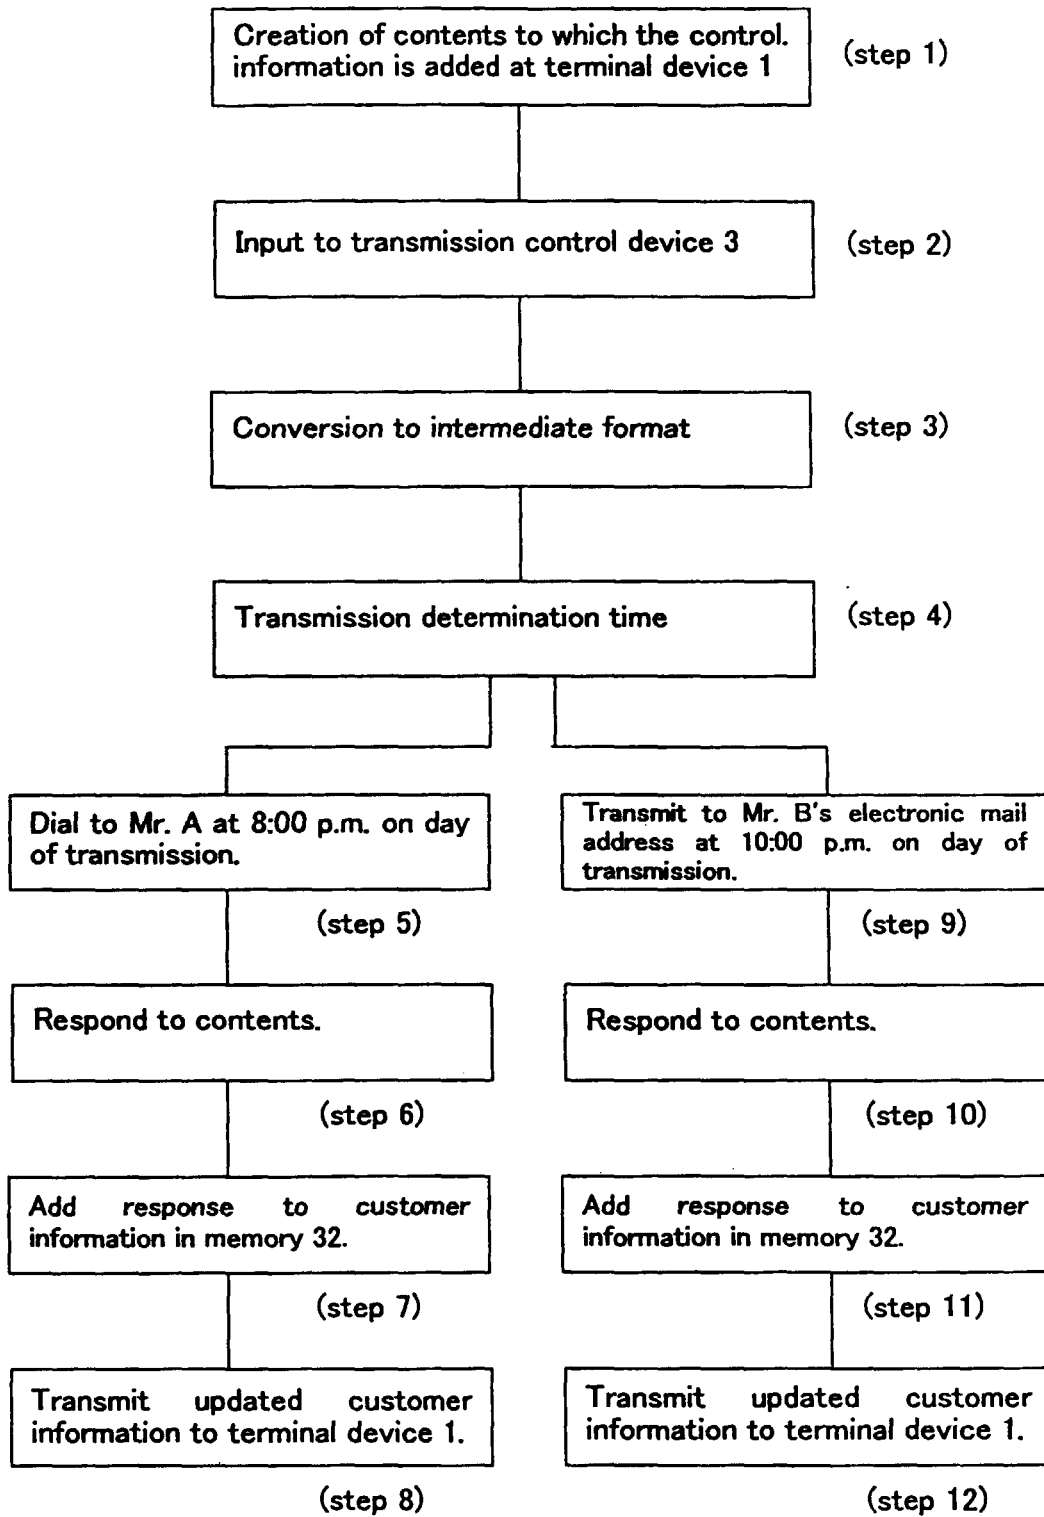 Creation of contents to which the control.
information is added at terminal device 1
(step 1)
Input to transmission control device 3
(step 2)
Conversion to intermediate format
(step 3)
Transmission determination time
(step 4)
Dial to Mr. A at 8:00 p.m. on day
of transmission.
(step 5)
Respond to contents.
(step 6)
Add response to customer
information in memory 32.
(step 7)
Transmit updated customer
information to terminal device 1.
(step 8)
Transmit to Mr. B's electronic mail
address at 10:00 p.m. on day of
transmission.
(step 9)
Respond to contents.
(step 10)
Add response to customer
information in memory 32.
(step 11)
Transmit updated customer
information to terminal device 1.
(step 12)